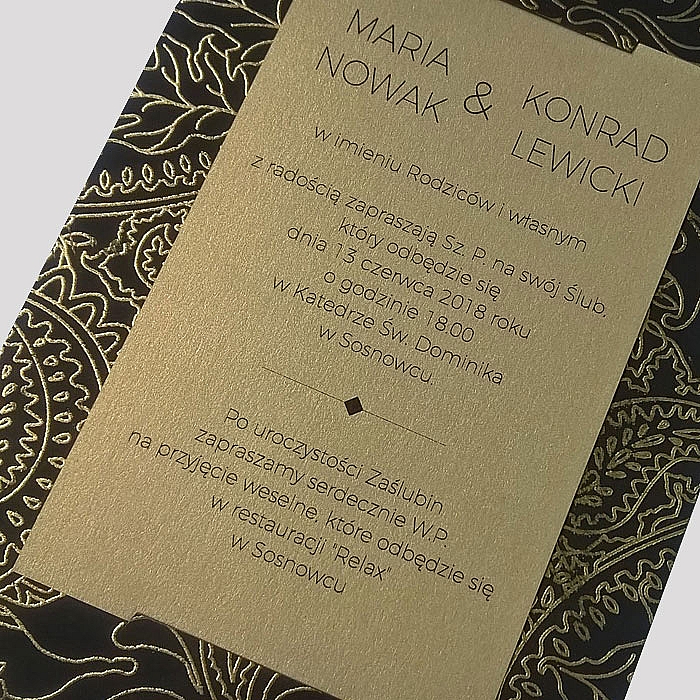 MARIA NOWAK & KONRAD LEWICKI
w imieniu Rodziców i własnym
z radością zapraszają Sz. P. na swój Ślub,
który odbędzie się
dnia 13 czerwca 2018 roku
o godzinie 18:00
w Katedrze Św. Dominika
w Sosnowcu.
Po uroczystości Zaślubin
zapraszamy serdecznie W.P.
na przyjęcie weselne, które odbędzie się
w restauracji "Relax"
w Sosnowcu